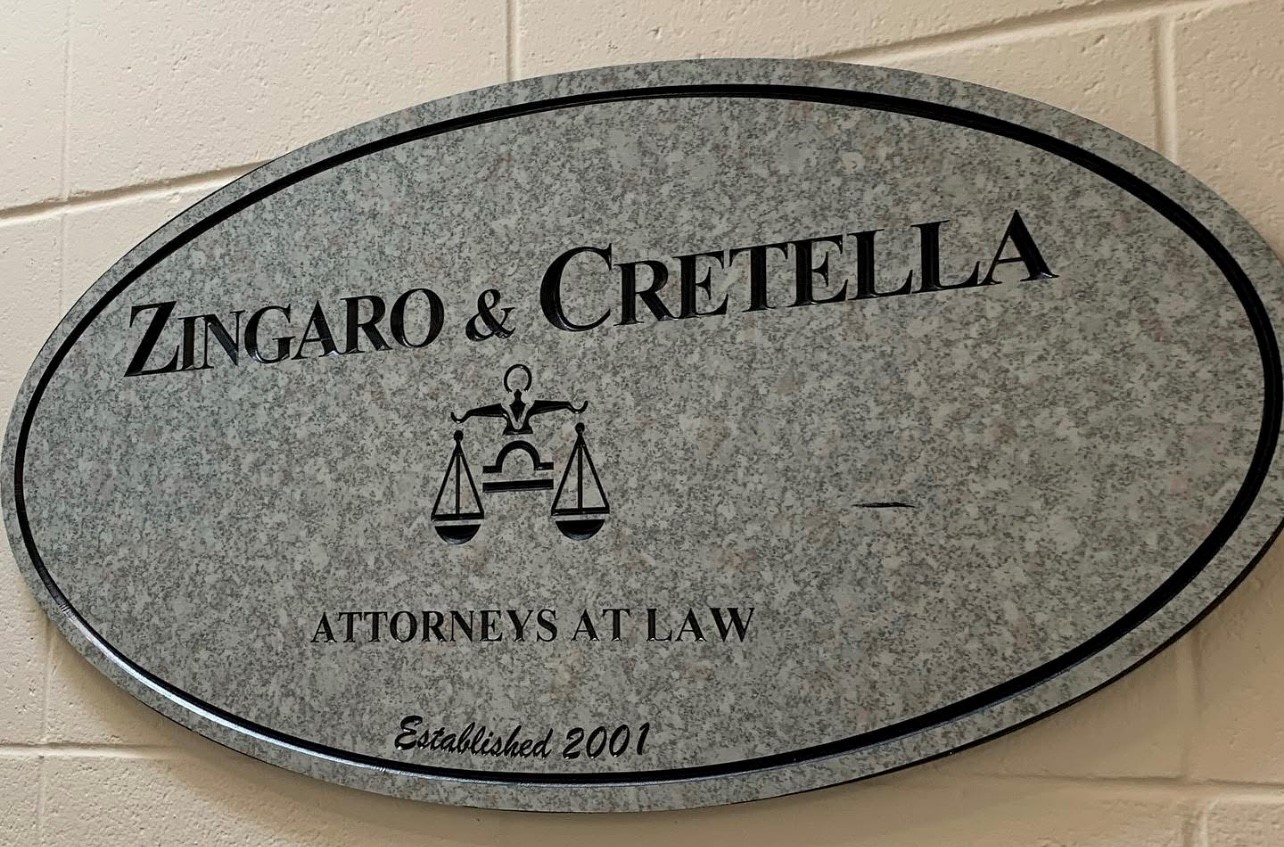 ZINGARO & CRETELLA
ATTORNEYS AT LAW
Established 2001